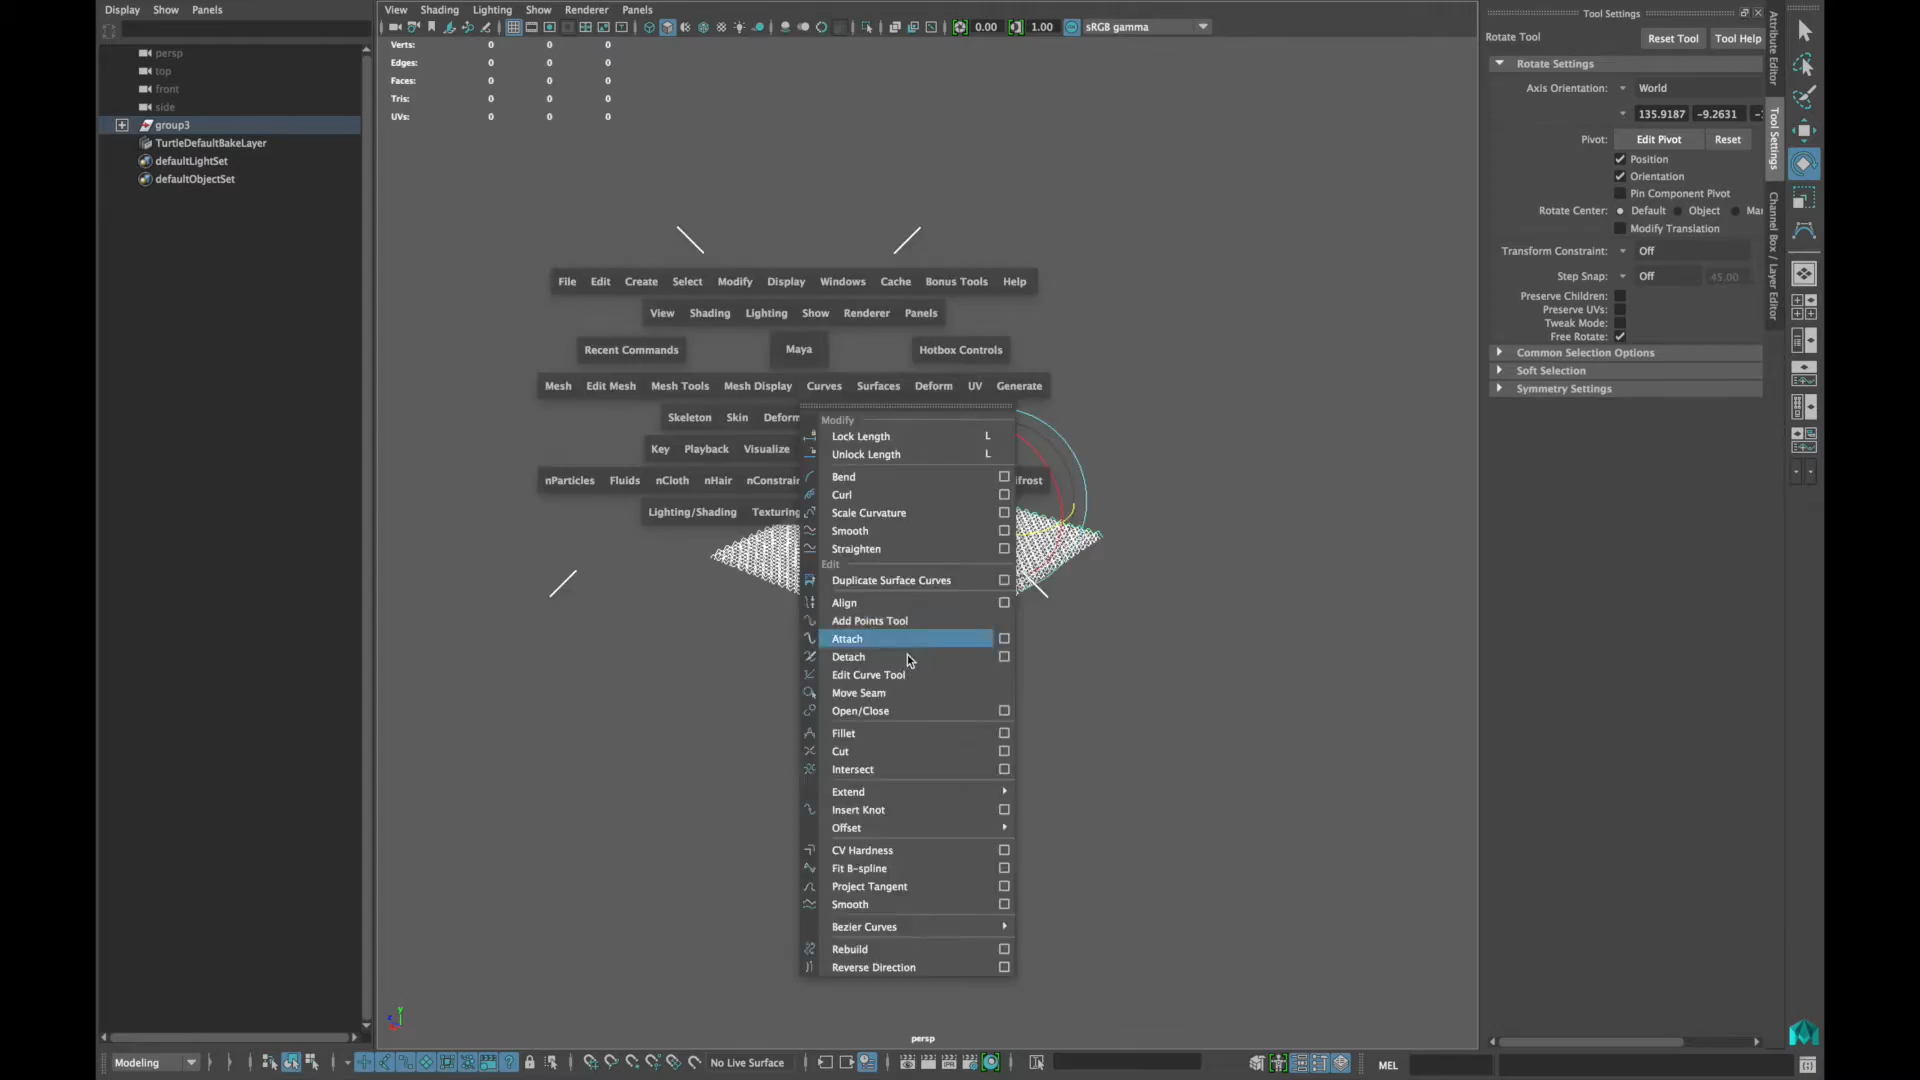 Display Show Panels
persp
top
front
side
group3
TurtleDefaultBakeLayer
defaultLightSet
defaultObjectSet
View Shading Lighting Show Renderer Panels
0.00 1.00 sRGB gamma
Verts: 0 0 0
Edges: 0 0 0
Faces: 0 0 0
Tris: 0 0 0
UVs: 0 0 0
File Edit Create Select Modify Display Windows Cache Bonus Tools Help
View Shading Lighting Show Renderer Panels
Recent Commands Maya Hotbox Controls
Mesh Edit Mesh Mesh Tools Mesh Display Curves Surfaces Deform UV Generate
Skeleton Skin Deform
Key Playback Visualize
nParticles Fluids nCloth nHair nConstrain ifrost
Lighting/Shading Texturing
Modify
Lock Length L
Unlock Length L
Bend
Curl
Scale Curvature
Smooth
Straighten
Edit
Duplicate Surface Curves
Align
Add Points Tool
Attach
Detach
Edit Curve Tool
Move Seam
Open/Close
Fillet
Cut
Intersect
Extend
Insert Knot
Offset
CV Hardness
Fit B-spline
Project Tangent
Smooth
Bezier Curves
Rebuild
Reverse Direction
persp
Tool Settings
Rotate Tool Reset Tool Tool Help
Rotate Settings
Axis Orientation: World
135.9187 -9.2631
Pivot: Edit Pivot Reset
Position
Orientation
Pin Component Pivot
Rotate Center: Default Object Ma
Modify Translation
Transform Constraint: Off
Step Snap: Off 45.00
Preserve Children:
Preserve UVs:
Tweak Mode:
Free Rotate:
Common Selection Options
Soft Selection
Symmetry Settings
Attribute Editor
Tool Settings
Channel Box / Layer Editor
Modeling No Live Surface MEL